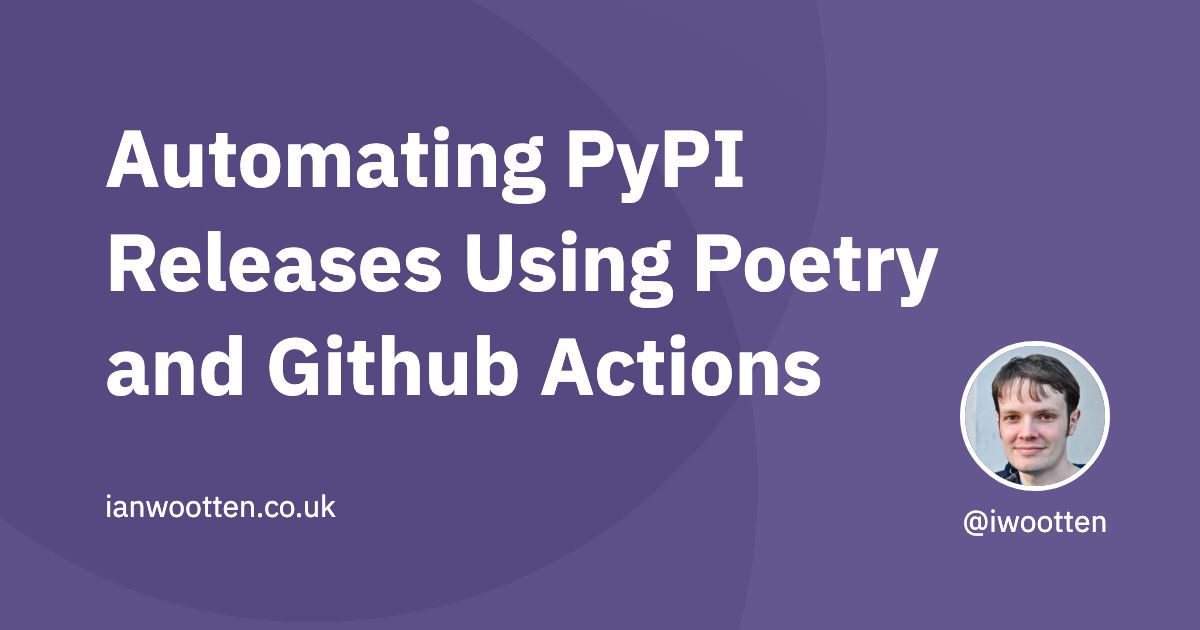 Automating PyPI
Releases Using Poetry
and Github Actions
ianwootten.co.uk
@iwootten